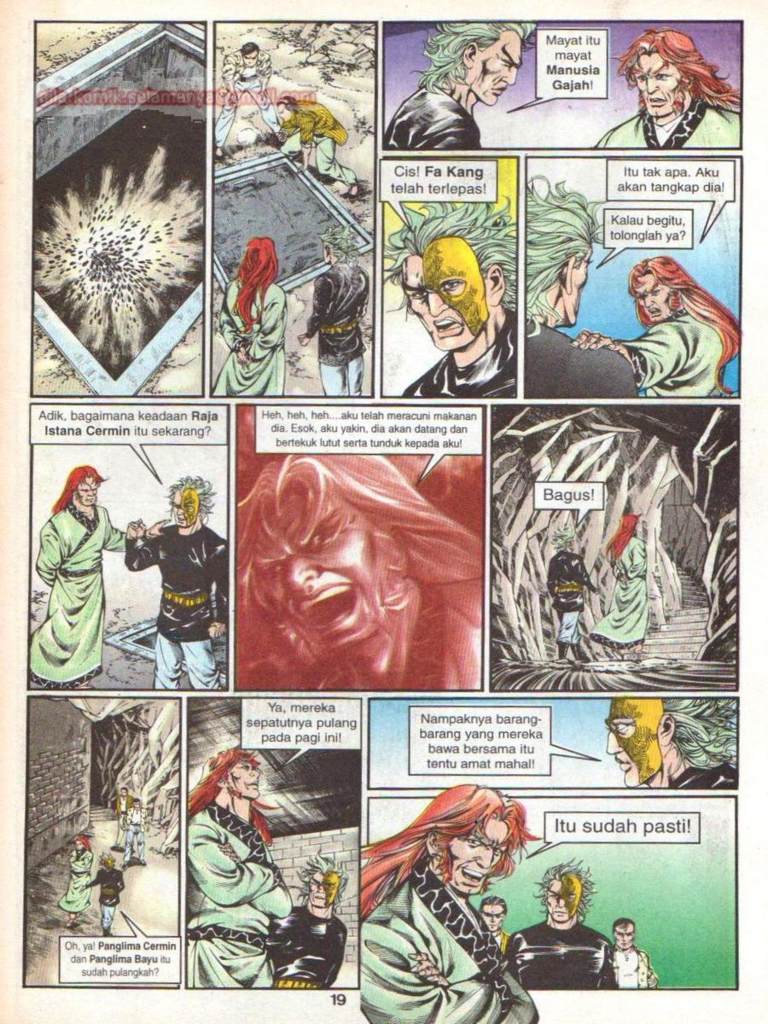 Mayat itu
mayat
Manusia
Gajah!
Cis! Fa Kang
telah terlepas!
Itu tak apa. Aku
akan tangkap dia!
Kalau begitu,
tolonglah ya?
Adik, bagaimana keadaan Raja
Istana Cermin itu sekarang?
Heh, heh, heh....aku telah meracuni makanan
dia. Esok, aku yakin, dia akan datang dan
bertekuk lutut serta tunduk kepada aku!
Bagus!
Oh, ya! Panglima Cermin
dan Panglima Bayu itu
sudah pulangkah?
Ya, mereka
sepatutnya pulang
pada pagi ini!
Nampaknya barang-
barang yang mereka
bawa bersama itu
tentu amat mahal!
Itu sudah pasti!
19